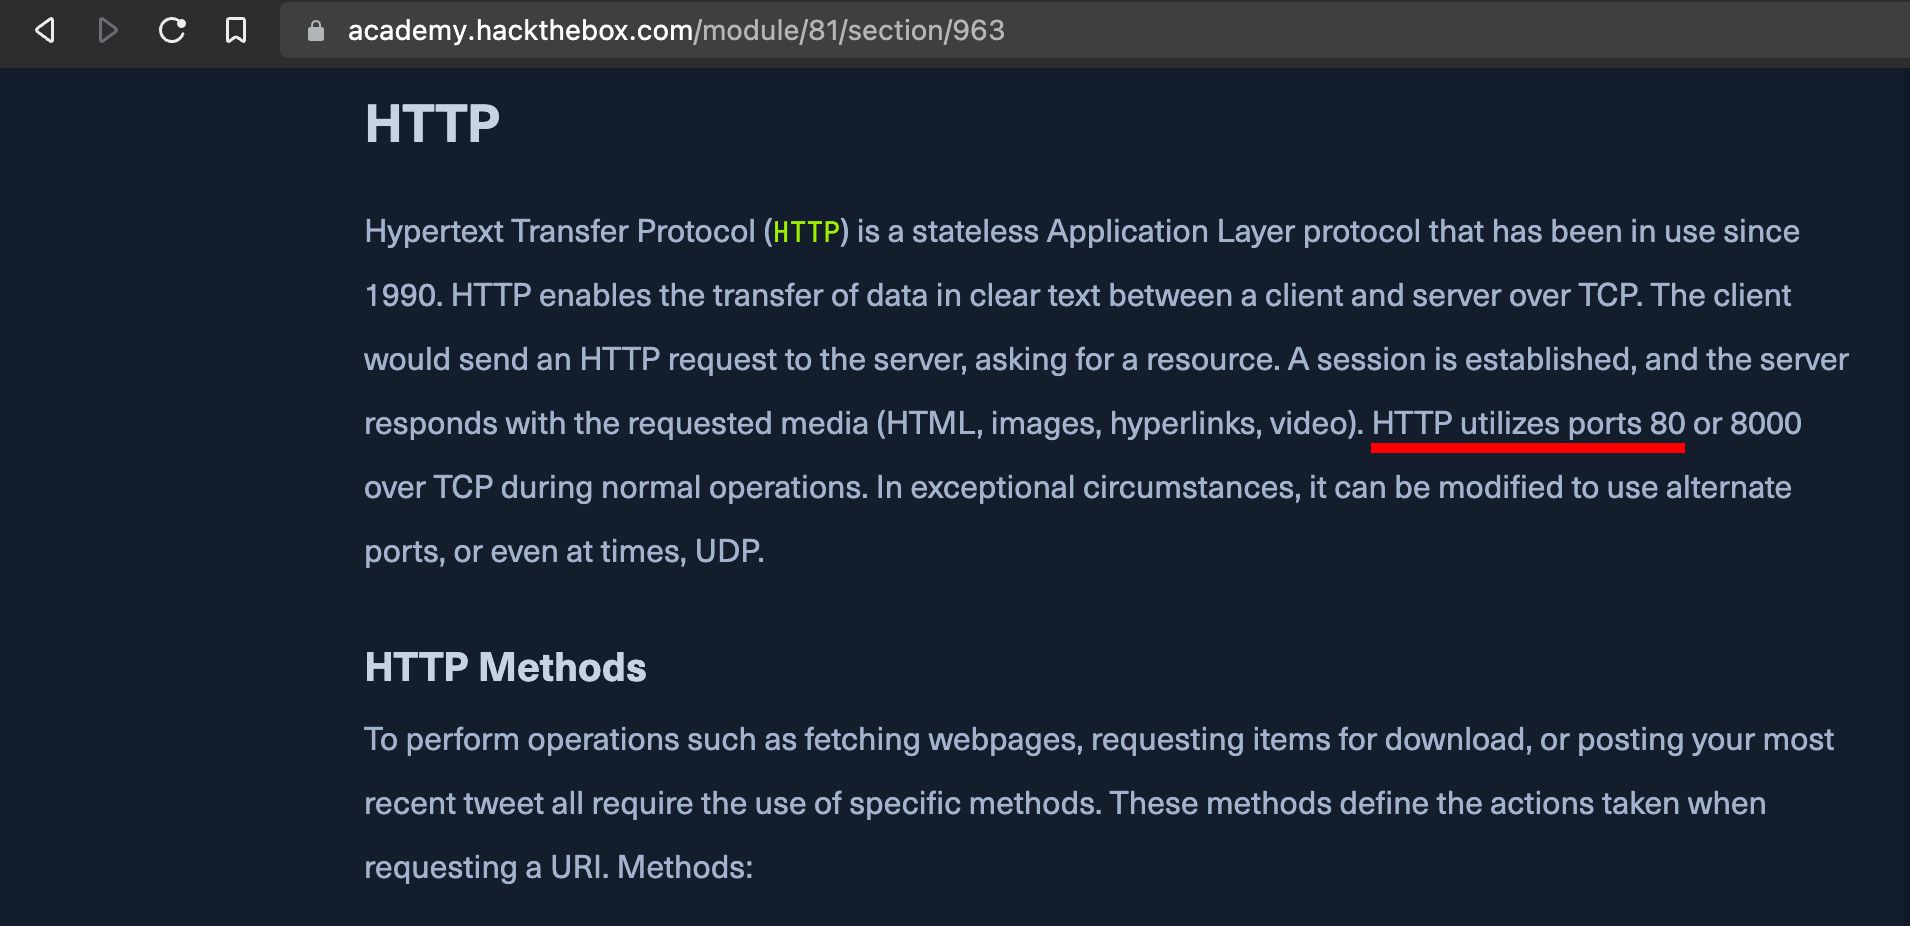 academy.hackthebox.com/module/81/section/963
HTTP
Hypertext Transfer Protocol (HTTP) is a stateless Application Layer protocol that has been in use since
1990. HTTP enables the transfer of data in clear text between a client and server over TCP. The client
would send an HTTP request to the server, asking for a resource. A session is established, and the server
responds with the requested media (HTML, images, hyperlinks, video). HTTP utilizes ports 80 or 8000
over TCP during normal operations. In exceptional circumstances, it can be modified to use alternate
ports, or even at times, UDP.
HTTP Methods
To perform operations such as fetching webpages, requesting items for download, or posting your most
recent tweet all require the use of specific methods. These methods define the actions taken when
requesting a URI. Methods: